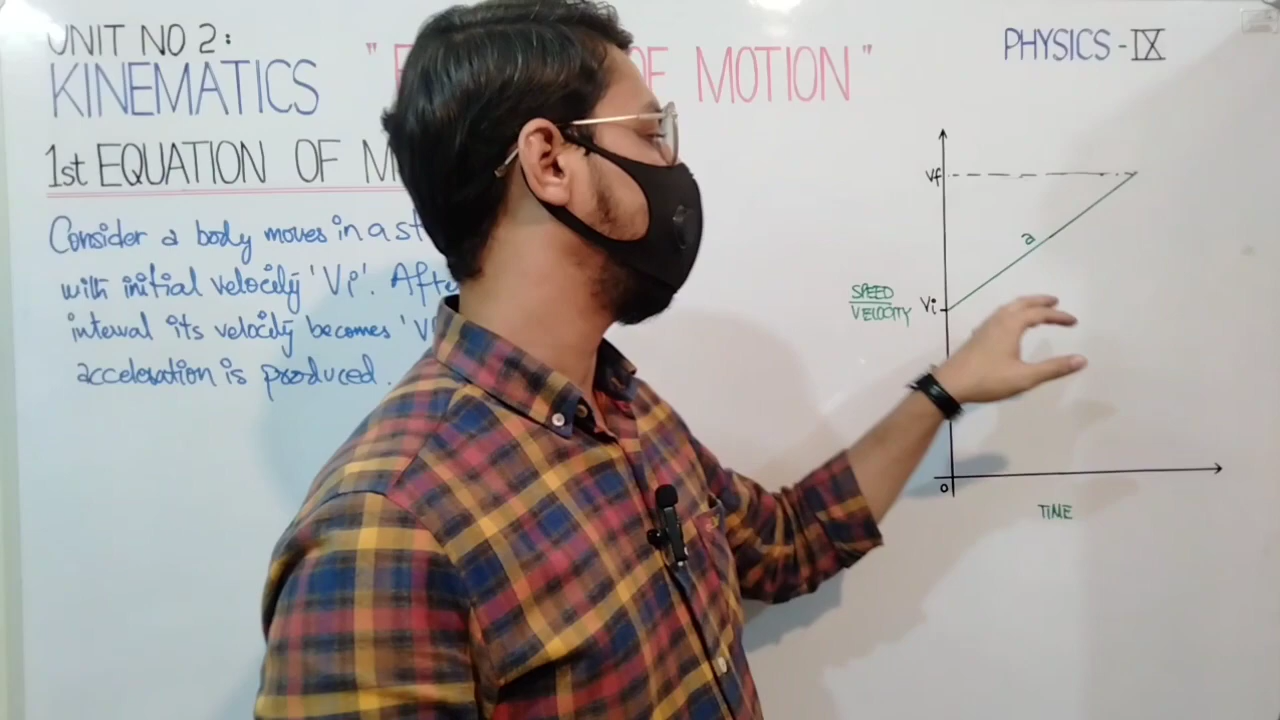 UNIT NO 2:
KINEMATICS
" OF MOTION "
PHYSICS - IX
1st EQUATION OF M
Consider a body moves in a st
with initial velocity 'Vi'. Afte
interval its velocity becomes 'V
acceleration is produced.
Vf
a
SPEED
VELOCITY
Vi
0
TIME